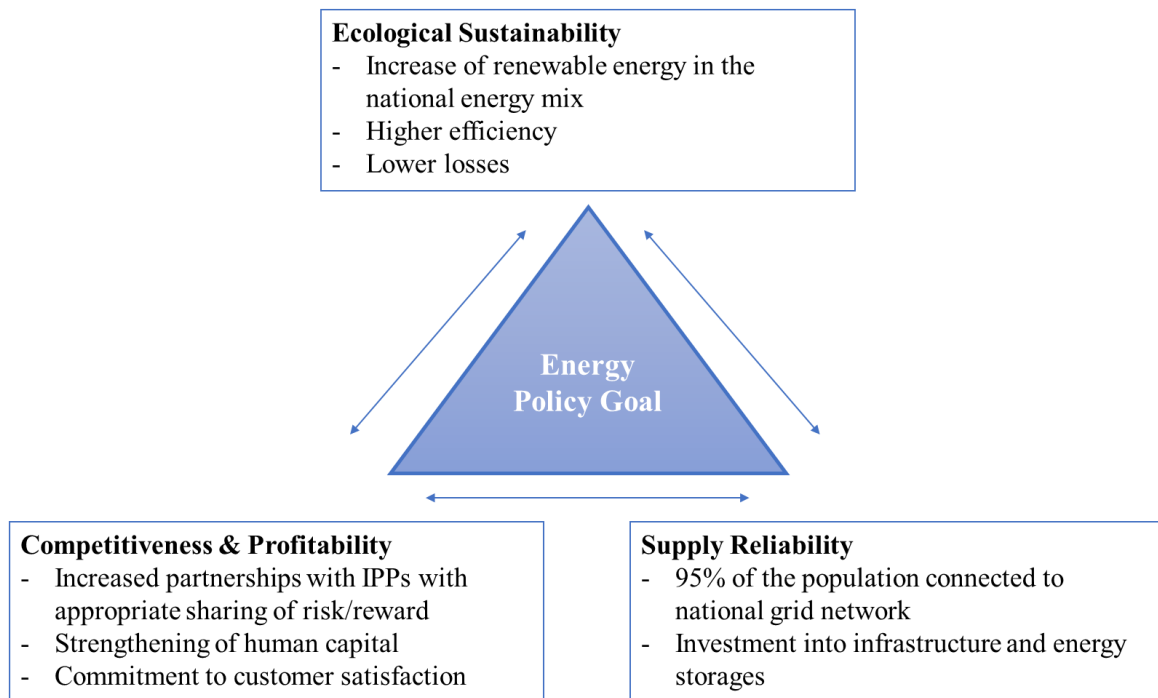 Ecological Sustainability
- Increase of renewable energy in the
national energy mix
- Higher efficiency
- Lower losses
Energy
Policy Goal
Competitiveness & Profitability
- Increased partnerships with IPPs with
appropriate sharing of risk/reward
- Strengthening of human capital
- Commitment to customer satisfaction
Supply Reliability
- 95% of the population connected to
national grid network
- Investment into infrastructure and energy
storages